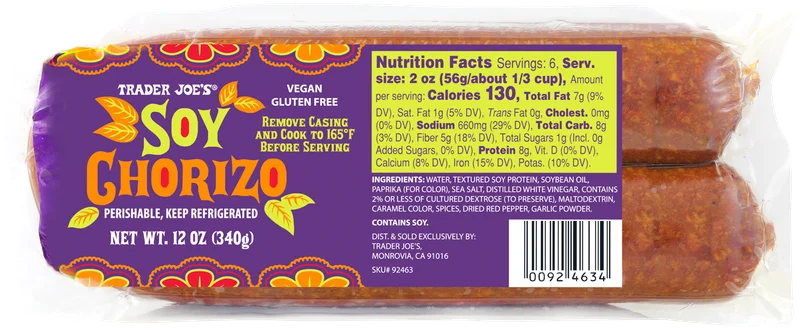 TRADER JOE'S®
SOY
CHORIZO
VEGAN
GLUTEN FREE
REMOVE CASING
AND COOK TO 165°F
BEFORE SERVING
PERISHABLE, KEEP REFRIGERATED
NET WT. 12 OZ (340g)
Nutrition Facts Servings: 6, Serv.
size: 2 oz (56g/about 1/3 cup), Amount
per serving: Calories 130, Total Fat 7g (9%
DV), Sat. Fat 1g (5% DV), Trans Fat 0g, Cholest. 0mg
(0% DV), Sodium 660mg (29% DV), Total Carb. 8g
(3% DV), Fiber 5g (18% DV), Total Sugars 1g (Incl. 0g
Added Sugars, 0% DV), Protein 8g, Vit. D (0% DV),
Calcium (8% DV), Iron (15% DV), Potas. (10% DV).
INGREDIENTS: WATER, TEXTURED SOY PROTEIN, SOYBEAN OIL,
PAPRIKA (FOR COLOR), SEA SALT, DISTILLED WHITE VINEGAR, CONTAINS
2% OR LESS OF CULTURED DEXTROSE (TO PRESERVE), MALTODEXTRIN,
CARAMEL COLOR, SPICES, DRIED RED PEPPER, GARLIC POWDER.
CONTAINS SOY.
DIST. & SOLD EXCLUSIVELY BY:
TRADER JOE'S,
MONROVIA, CA 91016
SKU# 92463
0092 4634